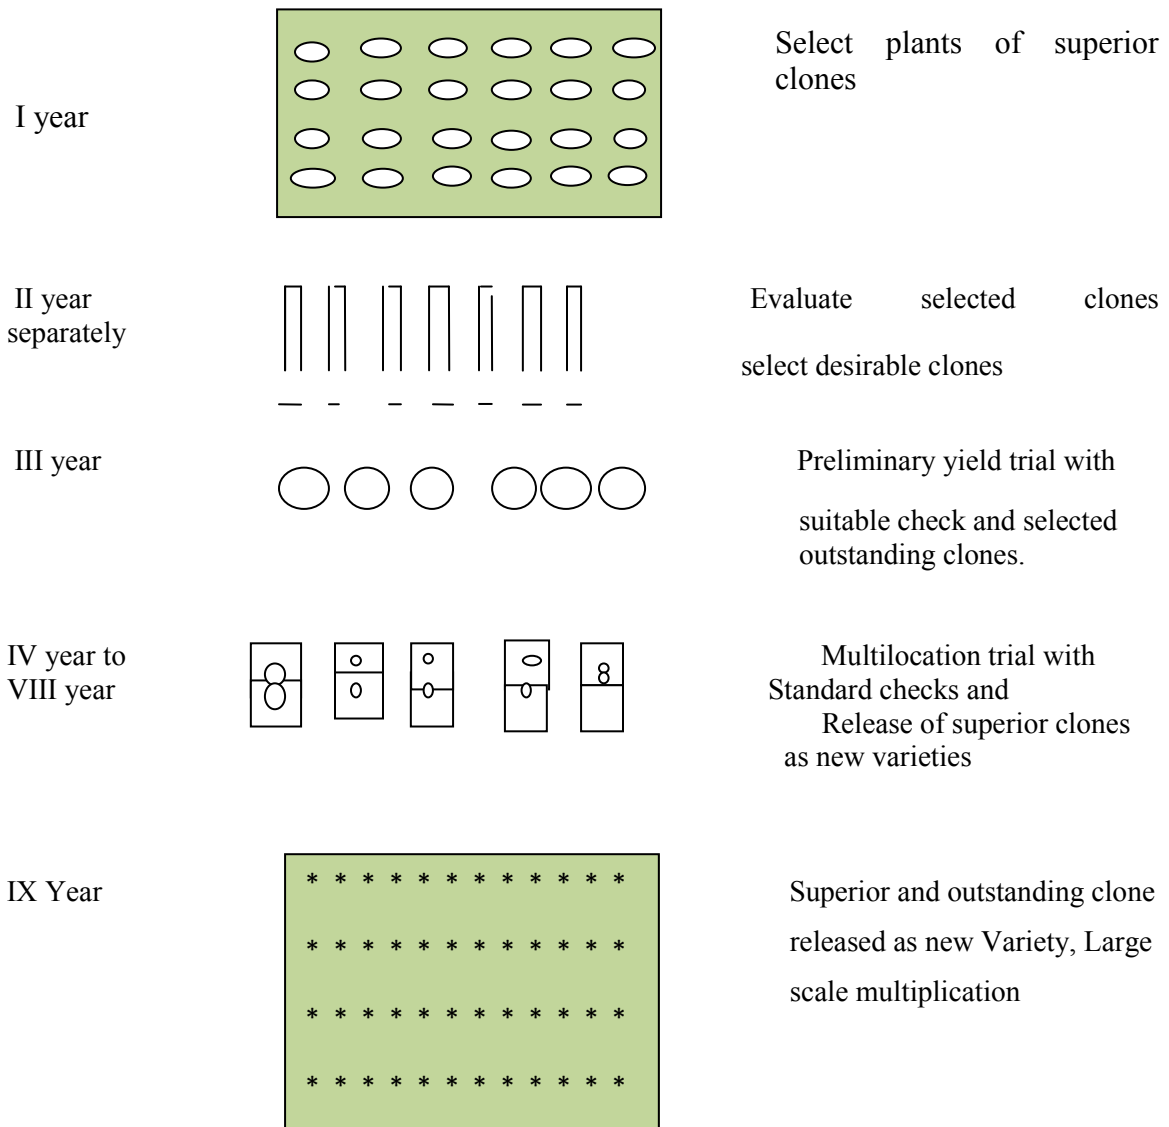 Select plants of superior
clones
I year
II year
separately
Evaluate selected clones
select desirable clones
III year
Preliminary yield trial with
suitable check and selected
outstanding clones.
IV year to
VIII year
Multilocation trial with
Standard checks and
Release of superior clones
as new varieties
IX Year
Superior and outstanding clone
released as new Variety, Large
scale multiplication
* * * * * * * * * * * *
* * * * * * * * * * * *
* * * * * * * * * * * *
* * * * * * * * * * * *